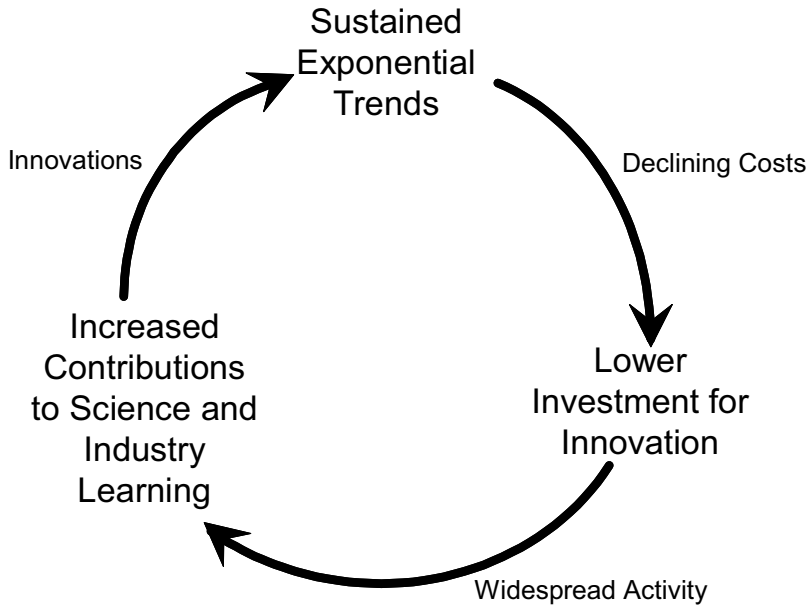 Sustained
Exponential
Trends
Innovations
Declining Costs
Increased
Contributions
to Science and
Industry
Learning
Lower
Investment for
Innovation
Widespread Activity